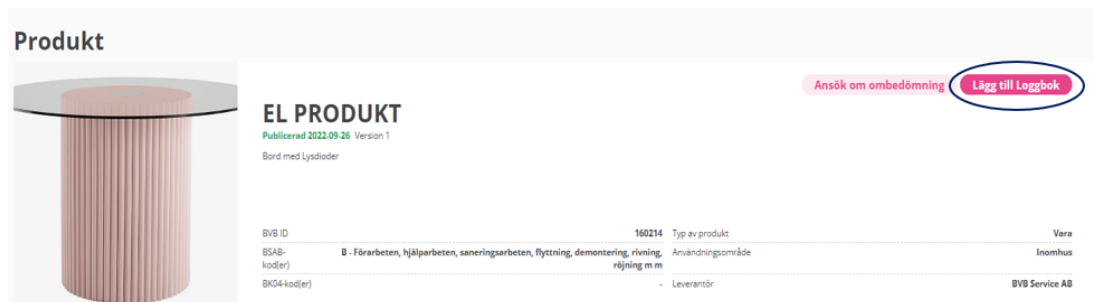 Produkt
Ansök om ombedömning
Lägg till Loggbok
EL PRODUKT
Publicerad 2022-09-26 Version 1
Bord med Lysdioder
BVB ID 160214 Typ av produkt Vara
BSAB-kod(er) B - Förarbeten, hjälparbeten, saneringsarbeten, flyttning, demontering, rivning, röjning m m Användningsområde Inomhus
BK04-kod(er) - Leverantör BVB Service AB